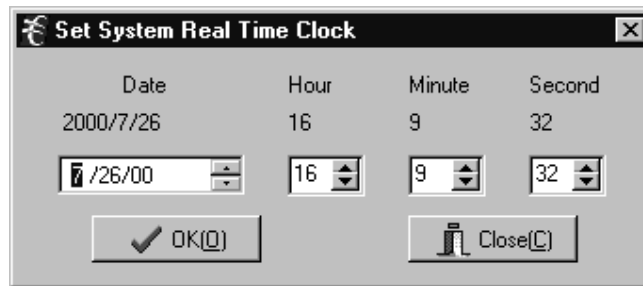 Set System Real Time Clock
Date Hour Minute Second
2000/7/26 16 9 32
7 /26/00 16 9 32
OK(O) Close(C)